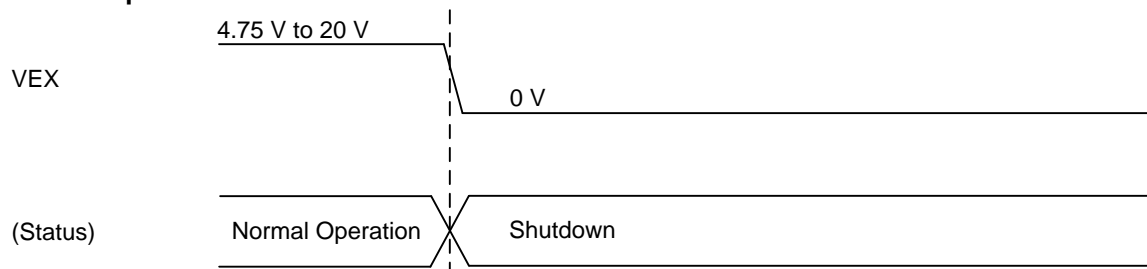 4.75 V to 20 V
VEX
0 V
(Status)
Normal Operation
Shutdown